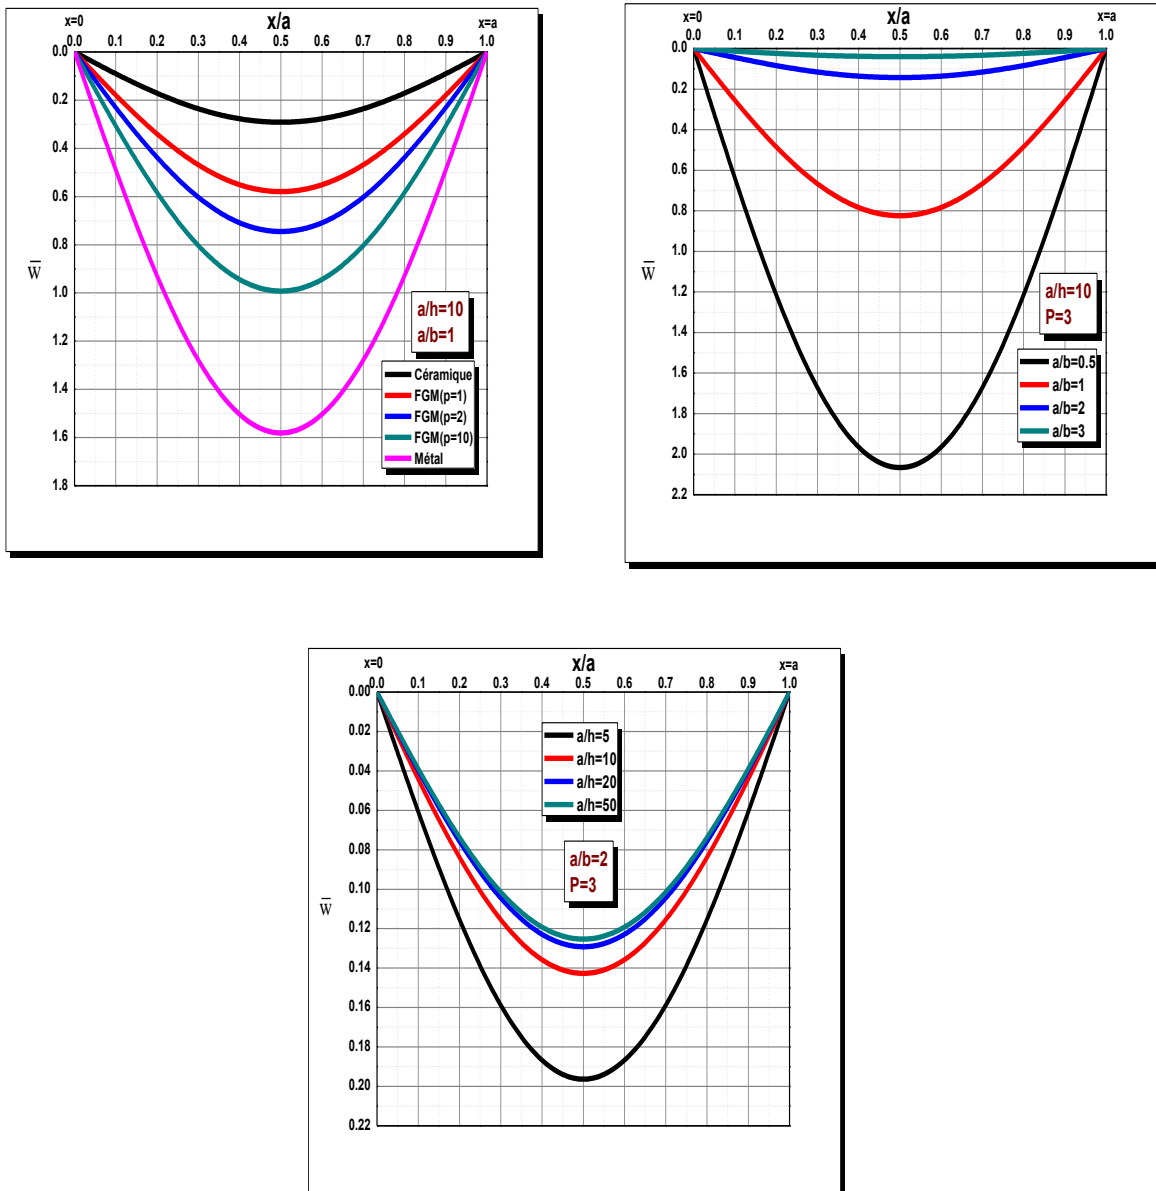 x=0 x/a x=a
0.0 0.1 0.2 0.3 0.4 0.5 0.6 0.7 0.8 0.9 1.0
0.0
0.2
0.4
0.6
0.8
1.0
1.2
1.4
1.6
1.8
w̅
a/h=10
a/b=1
Céramique
FGM(p=1)
FGM(p=2)
FGM(p=10)
Métal
x=0 x/a x=a
0.0 0.1 0.2 0.3 0.4 0.5 0.6 0.7 0.8 0.9 1.0
0.0
0.2
0.4
0.6
0.8
1.0
1.2
1.4
1.6
1.8
2.0
2.2
w̅
a/h=10
P=3
a/b=0.5
a/b=1
a/b=2
a/b=3
x=0 x/a x=a
0.0 0.1 0.2 0.3 0.4 0.5 0.6 0.7 0.8 0.9 1.0
0.00
0.02
0.04
0.06
0.08
0.10
0.12
0.14
0.16
0.18
0.20
0.22
w̅
a/h=5
a/h=10
a/h=20
a/h=50
a/b=2
P=3